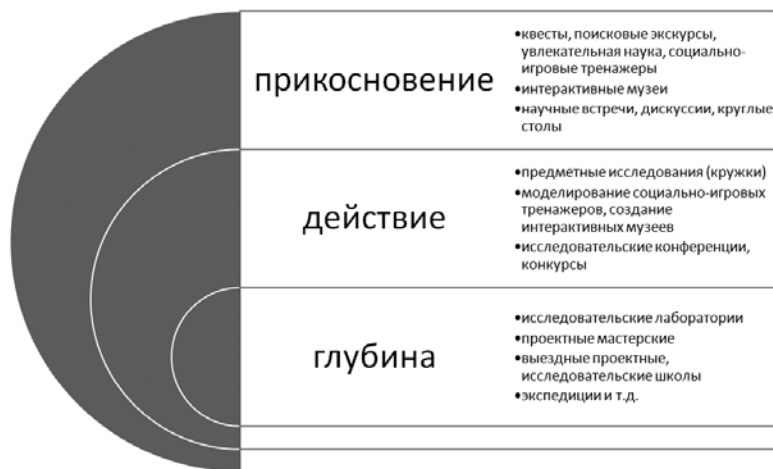 прикосновение
•квесты, поисковые экскурсы,
увлекательная наука, социально-
игровые тренажеры
•интерактивные музеи
•научные встречи, дискуссии, круглые
столы
действие
•предметные исследования (кружки)
•моделирование социально-игровых
тренажеров, создание
интерактивных музеев
•исследовательские конференции,
конкурсы
глубина
•исследовательские лаборатории
•проектные мастерские
•выездные проектные,
исследовательские школы
•экспедиции и т.д.